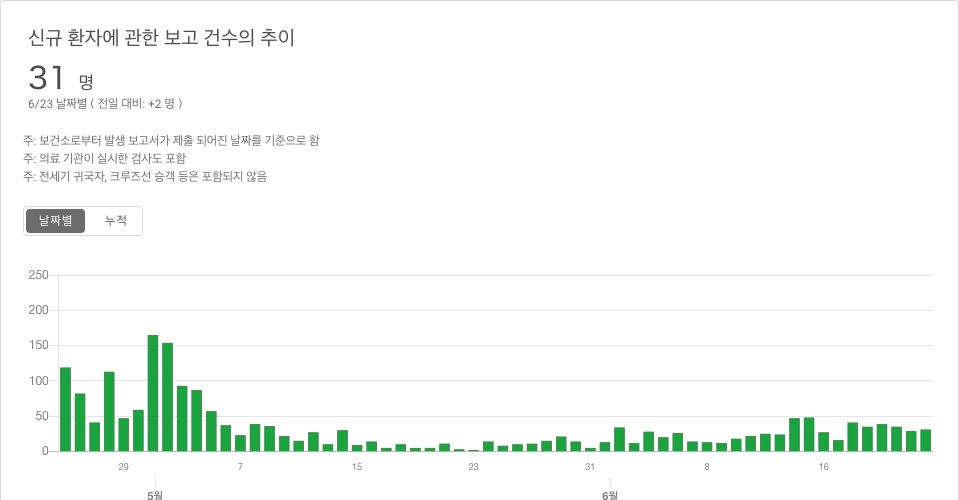 신규 환자에 관한 보고 건수의 추이
31 명
6/23 날짜별 ( 전일 대비: +2 명 )
주: 보건소로부터 발생 보고서가 제출 되어진 날짜를 기준으로 함
주: 의료 기관이 실시한 검사도 포함
주: 전세기 귀국자, 크루즈선 승객 등은 포함되지 않음
날짜별 누적
250
200
150
100
50
0
29 7 15 23 31 8 16
5월 6월